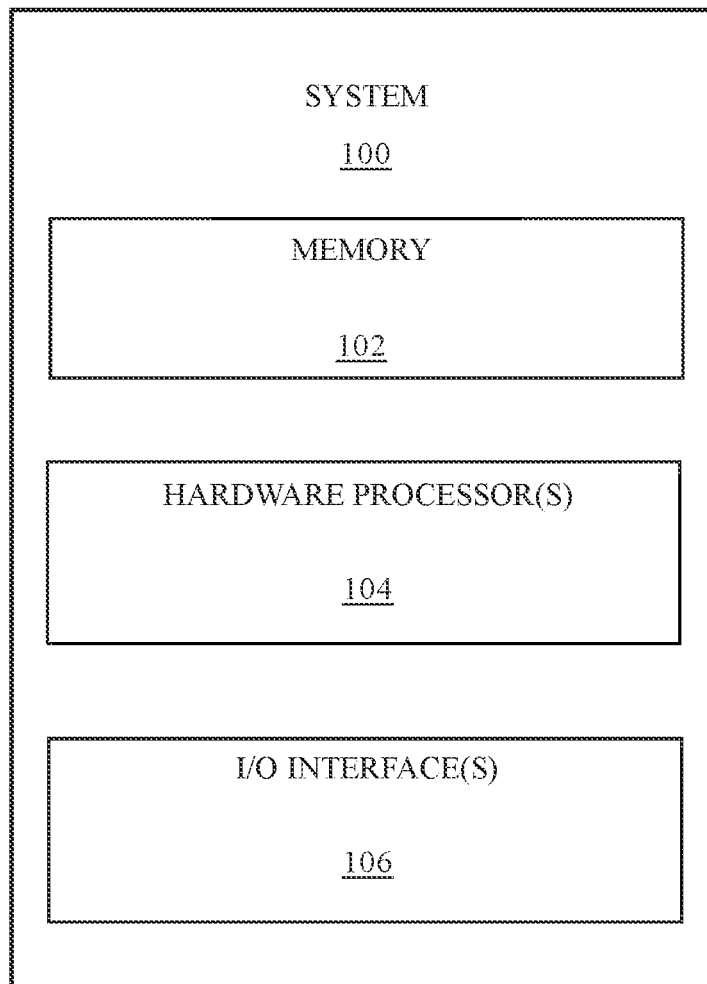 SYSTEM
100
MEMORY
102
HARDWARE PROCESSOR(S)
104
I/O INTERFACE(S)
106